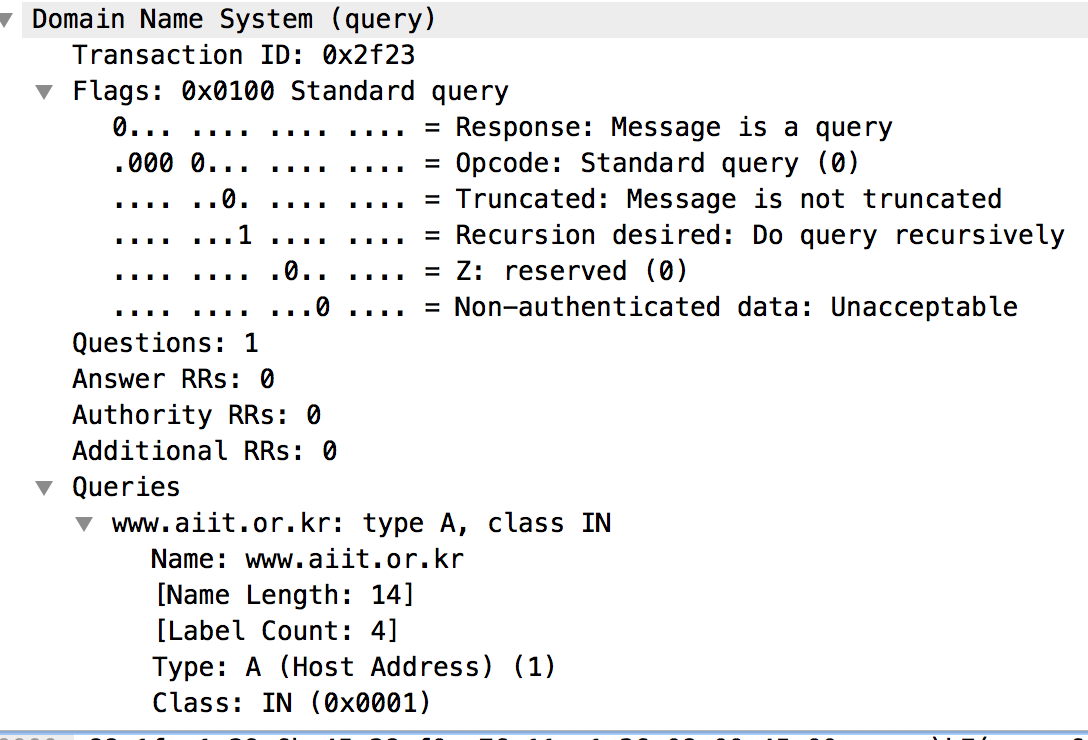 Domain Name System (query)
Transaction ID: 0x2f23
Flags: 0x0100 Standard query
0... .... .... .... = Response: Message is a query
.000 0... .... .... = Opcode: Standard query (0)
.... ..0. .... .... = Truncated: Message is not truncated
.... ...1 .... .... = Recursion desired: Do query recursively
.... .... .0.. .... = Z: reserved (0)
.... .... ...0 .... = Non-authenticated data: Unacceptable
Questions: 1
Answer RRs: 0
Authority RRs: 0
Additional RRs: 0
Queries
www.aiit.or.kr: type A, class IN
Name: www.aiit.or.kr
[Name Length: 14]
[Label Count: 4]
Type: A (Host Address) (1)
Class: IN (0x0001)